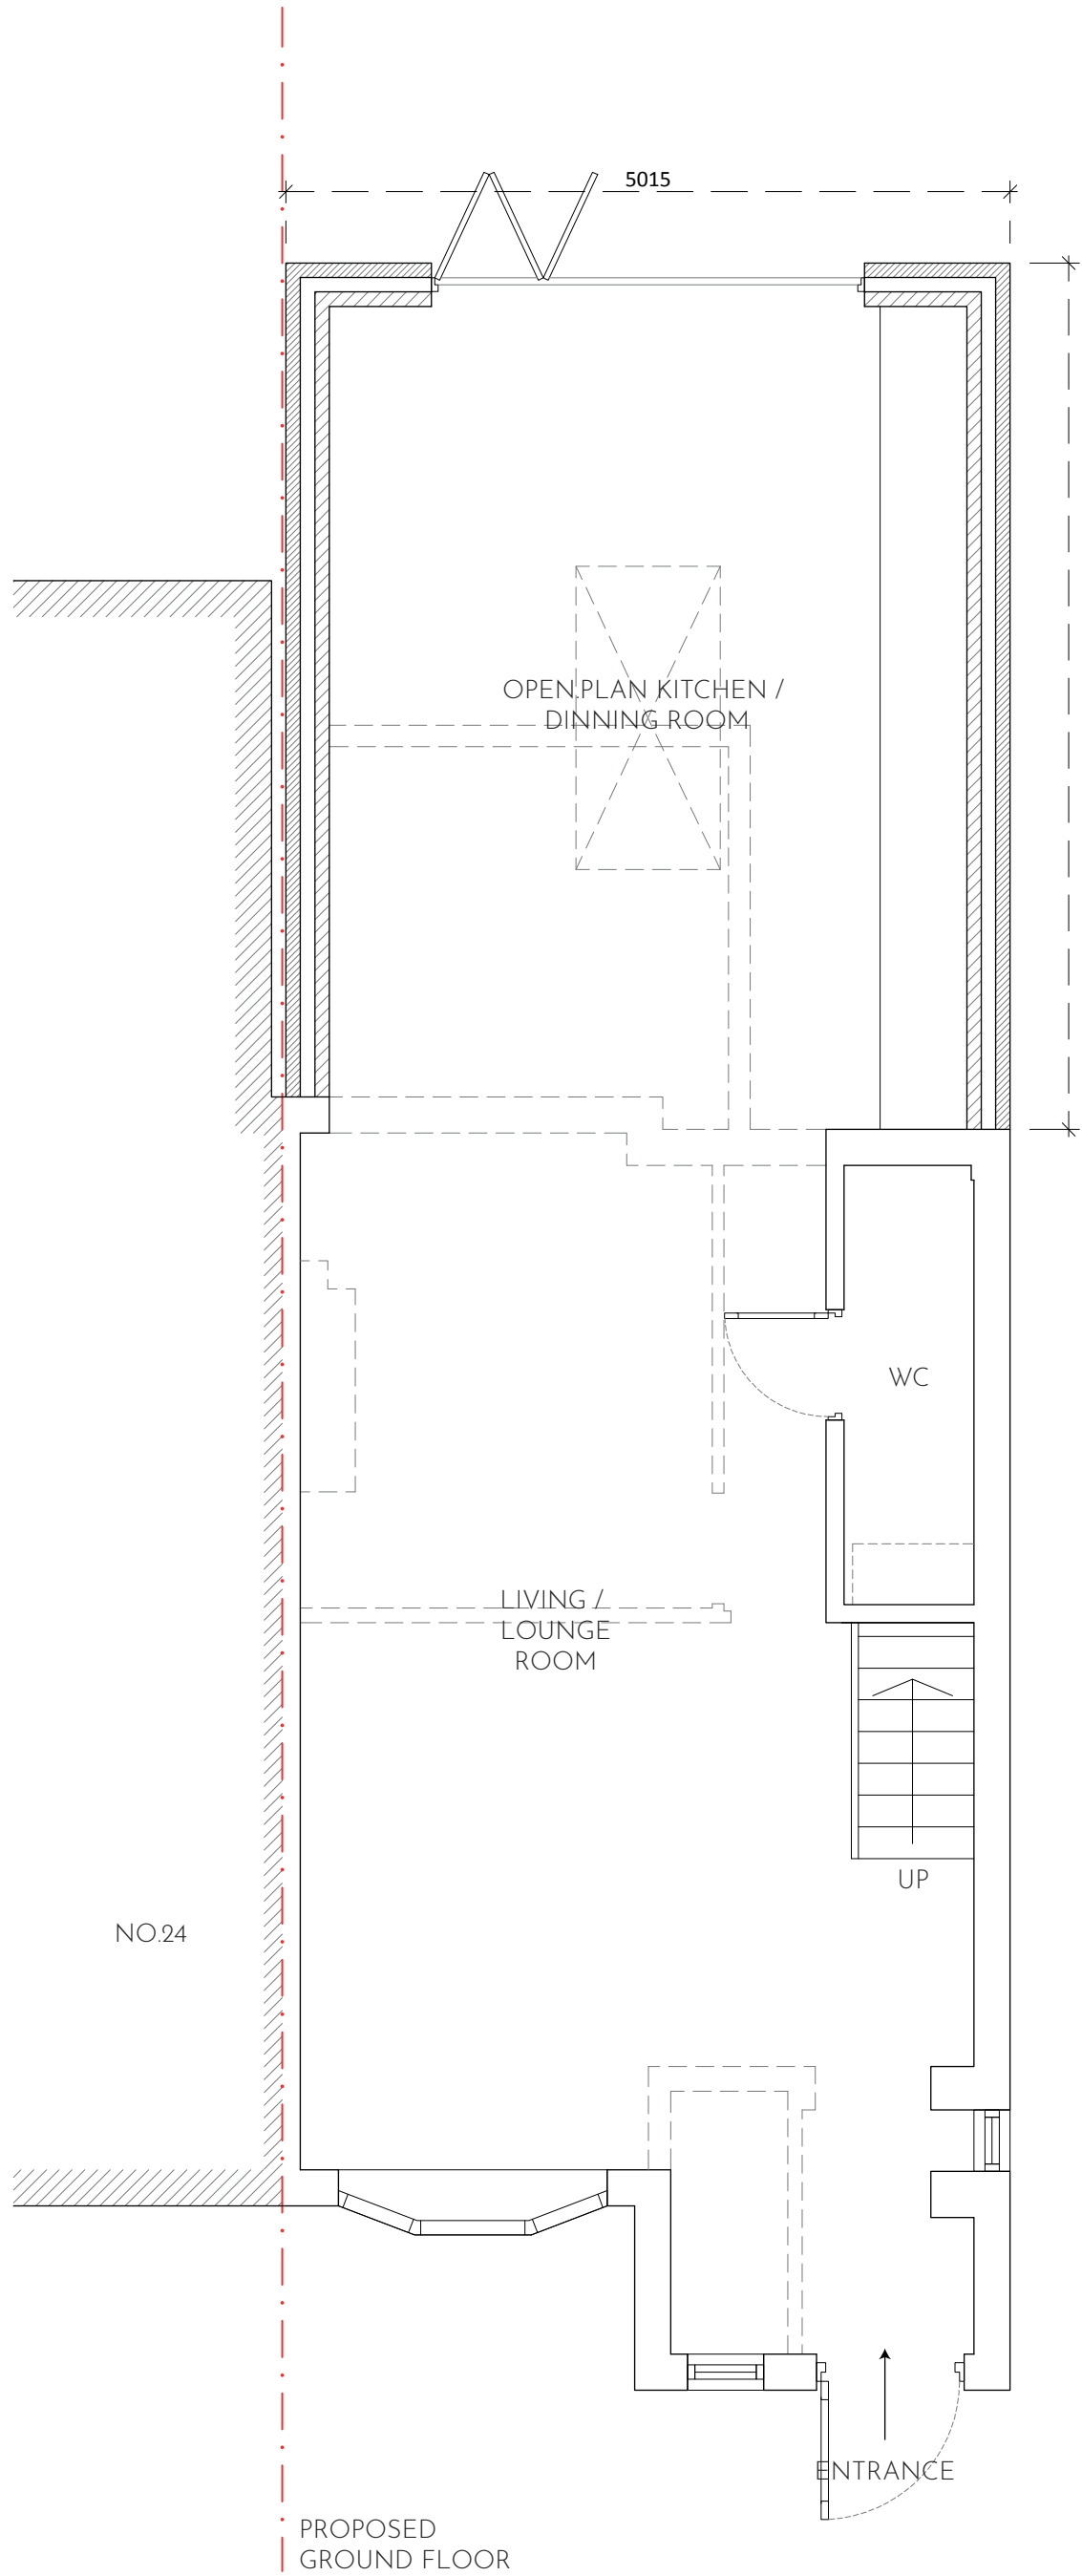 5015
OPEN PLAN KITCHEN /
DINNING ROOM
WC
LIVING /
LOUNGE
ROOM
UP
NO.24
ENTRANCE
PROPOSED
GROUND FLOOR